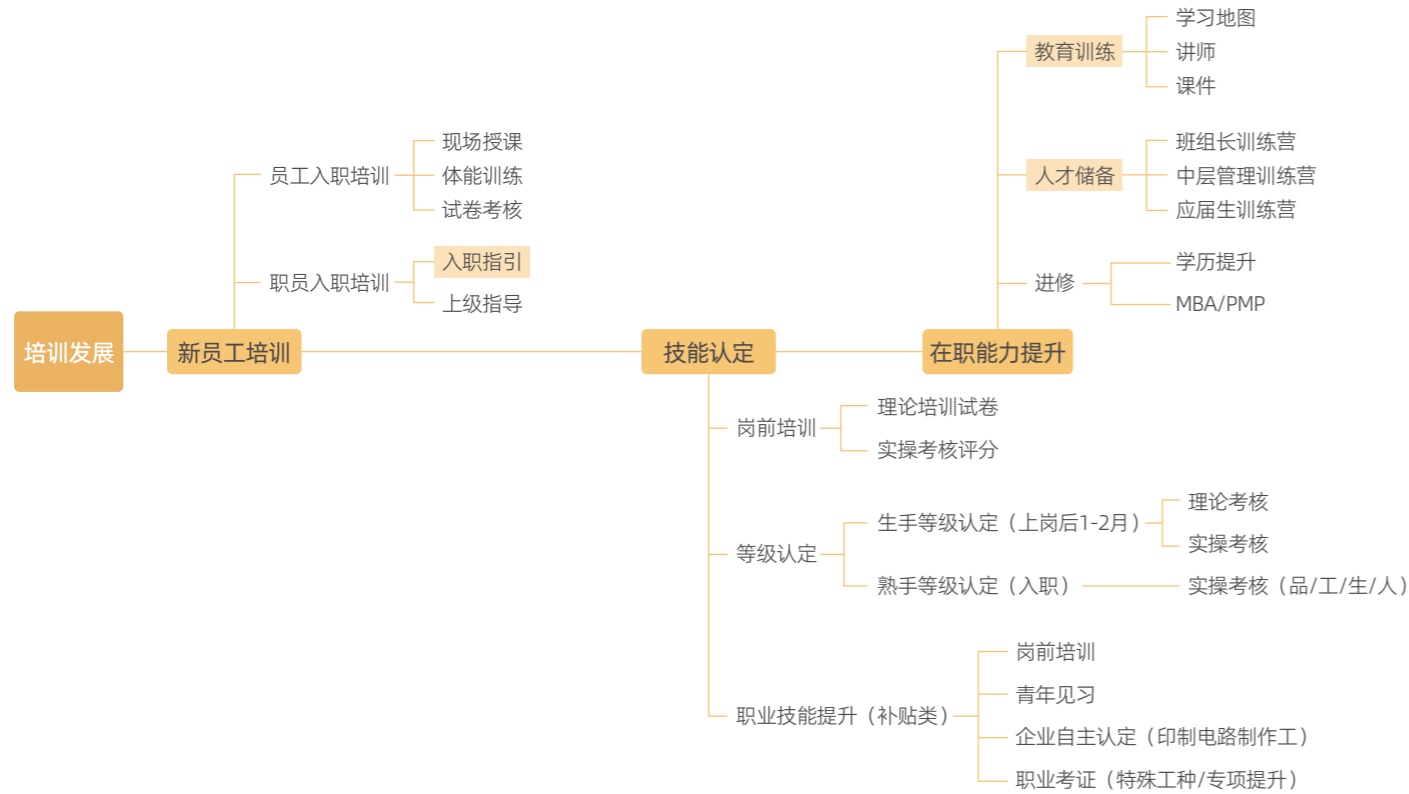 培训发展
新员工培训
员工入职培训
现场授课
体能训练
试卷考核
职员入职培训
入职指引
上级指导
技能认定
岗前培训
理论培训试卷
实操考核评分
等级认定
生手等级认定（上岗后1-2月）
理论考核
实操考核
熟手等级认定（入职）
实操考核（品/工/生/人）
职业技能提升（补贴类）
岗前培训
青年见习
企业自主认定（印制电路制作工）
职业考证（特殊工种/专项提升）
在职能力提升
教育训练
学习地图
讲师
课件
人才储备
班组长训练营
中层管理训练营
应届生训练营
进修
学历提升
MBA/PMP